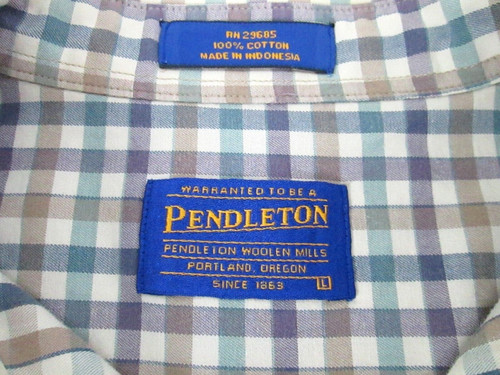 RN 29685
100% COTTON
MADE IN INDONESIA
WARRANTED TO BE A
PENDLETON
PENDLETON WOOLEN MILLS
PORTLAND, OREGON
SINCE 1863 L